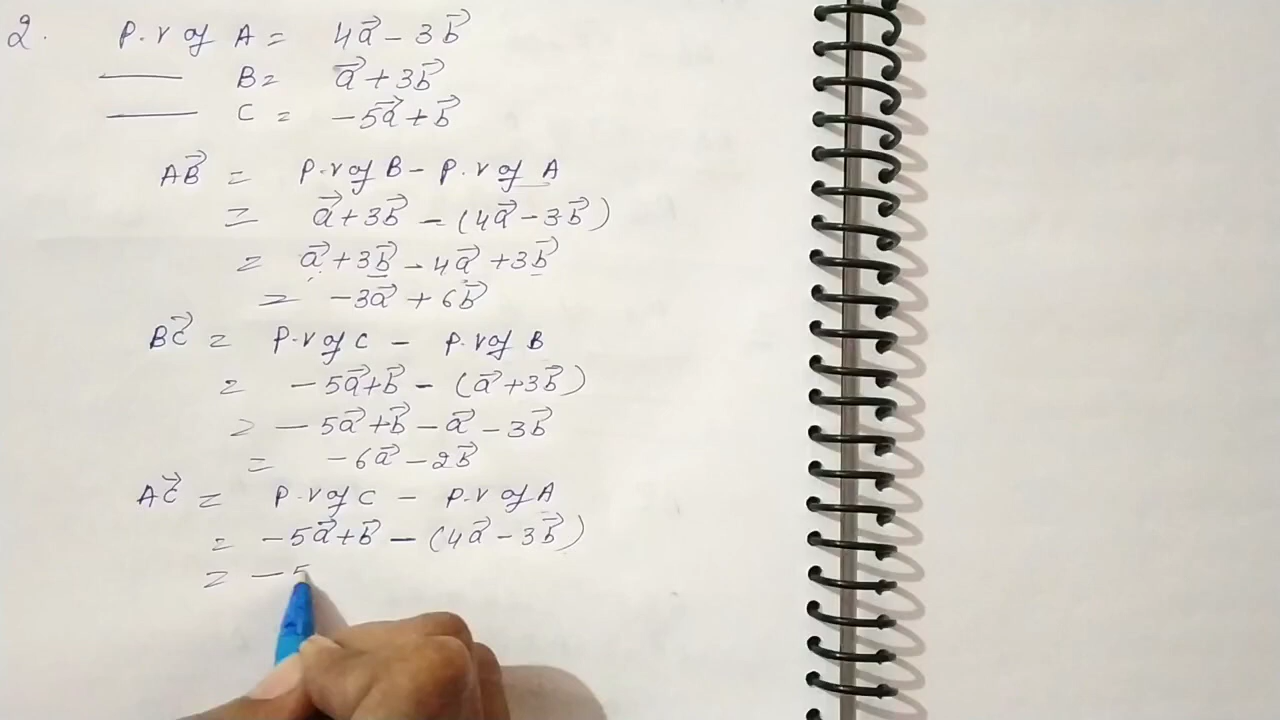 2. P.v of A = 4a⃗ - 3b⃗
—— B = a⃗ + 3b⃗
—— C = -5a⃗ + b⃗
AB⃗ = P.v of B - P.v of A
= a⃗ + 3b⃗ - (4a⃗ - 3b⃗)
= a⃗ + 3b⃗ - 4a⃗ + 3b⃗
= -3a⃗ + 6b⃗
BC⃗ = P.v of C - P.v of B
= -5a⃗ + b⃗ - (a⃗ + 3b⃗)
= -5a⃗ + b⃗ - a⃗ - 3b⃗
= -6a⃗ - 2b⃗
AC⃗ = P.v of C - P.v of A
= -5a⃗ + b⃗ - (4a⃗ - 3b⃗)
= -5